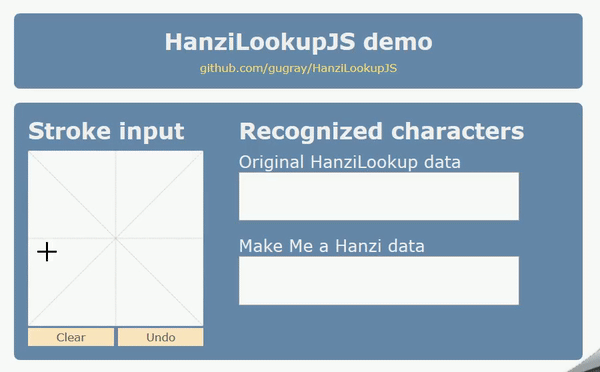 HanziLookupJS demo
github.com/gugray/HanziLookupJS
Stroke input
Clear
Undo
Recognized characters
Original HanziLookup data
Make Me a Hanzi data